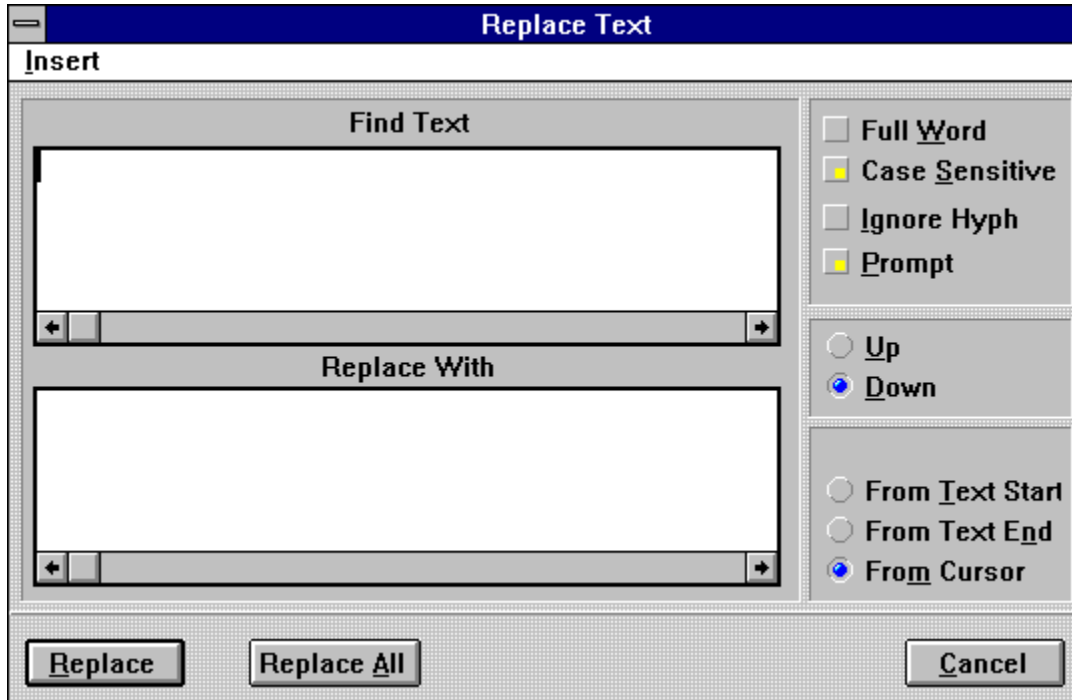 Replace Text
Insert
Find Text
Replace With
Full Word
Case Sensitive
Ignore Hyph
Prompt
Up
Down
From Text Start
From Text End
From Cursor
Replace
Replace All
Cancel